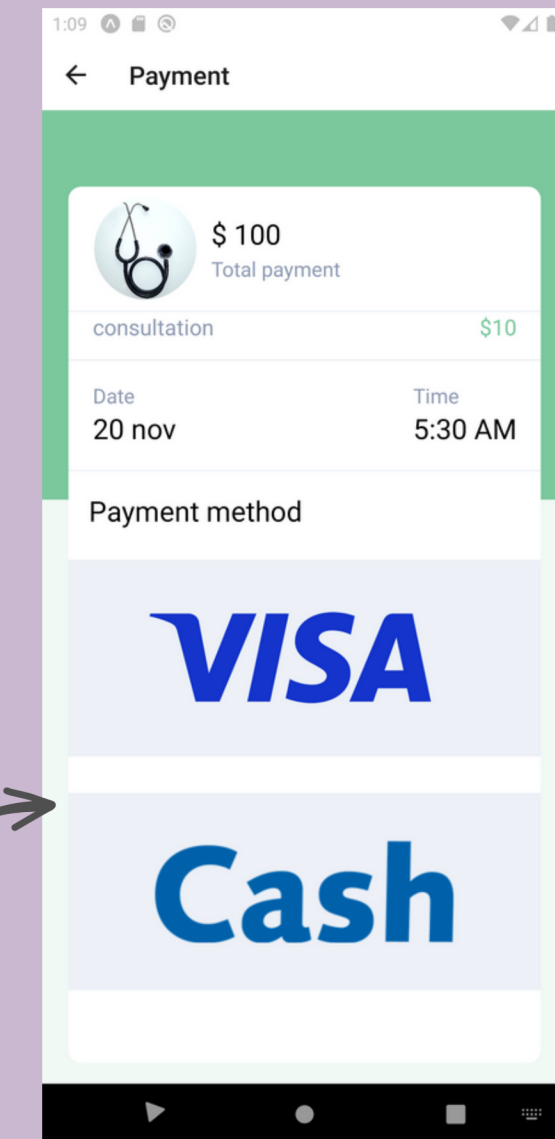 1:09
Payment
$ 100
Total payment
consultation $10
Date Time
20 nov 5:30 AM
Payment method
VISA
Cash